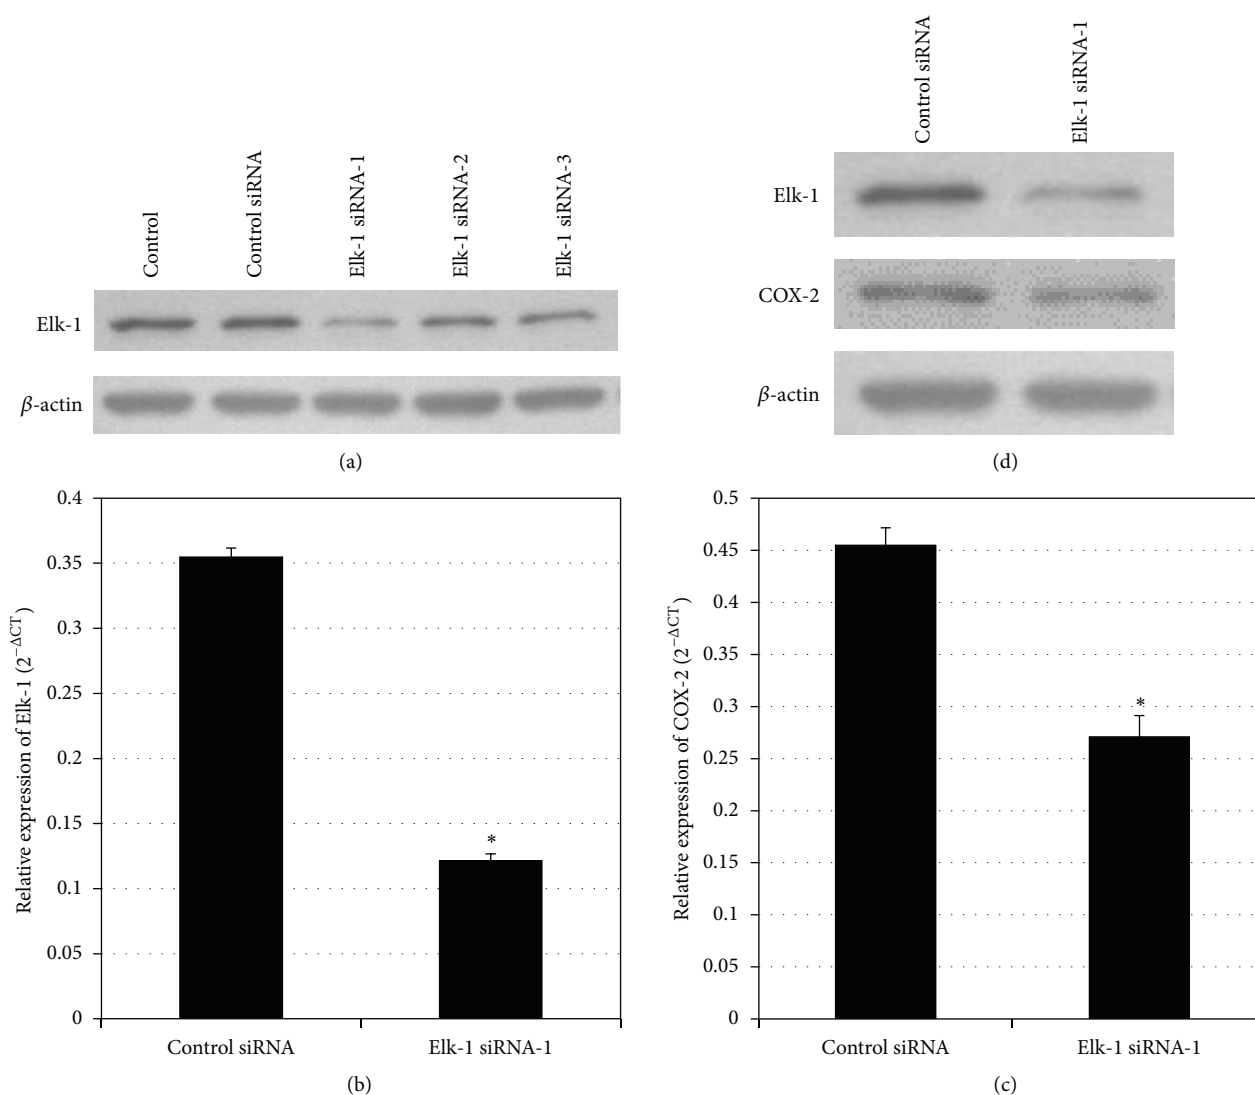 Control
Control siRNA
Elk-1 siRNA-1
Elk-1 siRNA-2
Elk-1 siRNA-3
Elk-1
β-actin
(a)
Control siRNA
Elk-1 siRNA-1
Elk-1
COX-2
β-actin
(d)
Relative expression of Elk-1 (2^−ΔCT)
0.4
0.35
0.3
0.25
0.2
0.15
0.1
0.05
0
*
Control siRNA
Elk-1 siRNA-1
(b)
Relative expression of COX-2 (2^−ΔCT)
0.5
0.45
0.4
0.35
0.3
0.25
0.2
0.15
0.1
0.05
0
*
Control siRNA
Elk-1 siRNA-1
(c)